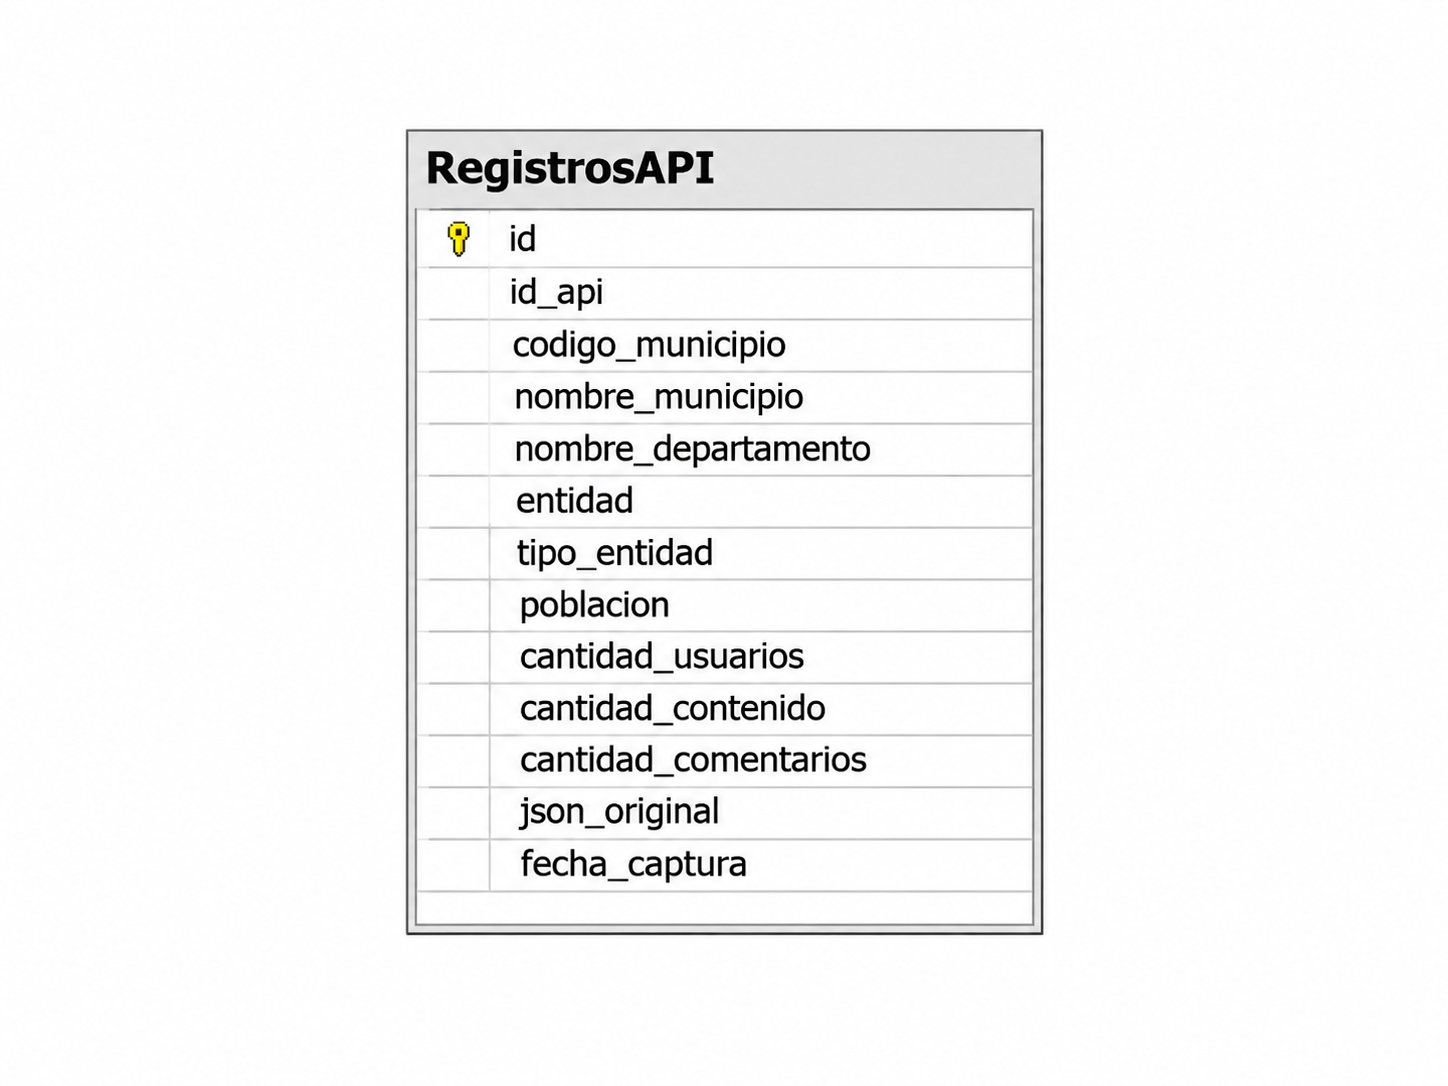 RegistrosAPI
id
id_api
codigo_municipio
nombre_municipio
nombre_departamento
entidad
tipo_entidad
poblacion
cantidad_usuarios
cantidad_contenido
cantidad_comentarios
json_original
fecha_captura